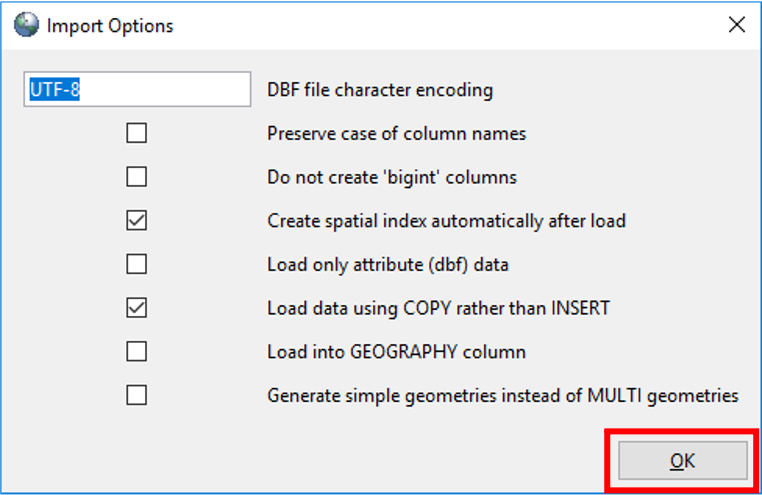 Import Options
UTF-8 DBF file character encoding
Preserve case of column names
Do not create 'bigint' columns
Create spatial index automatically after load
Load only attribute (dbf) data
Load data using COPY rather than INSERT
Load into GEOGRAPHY column
Generate simple geometries instead of MULTI geometries
OK